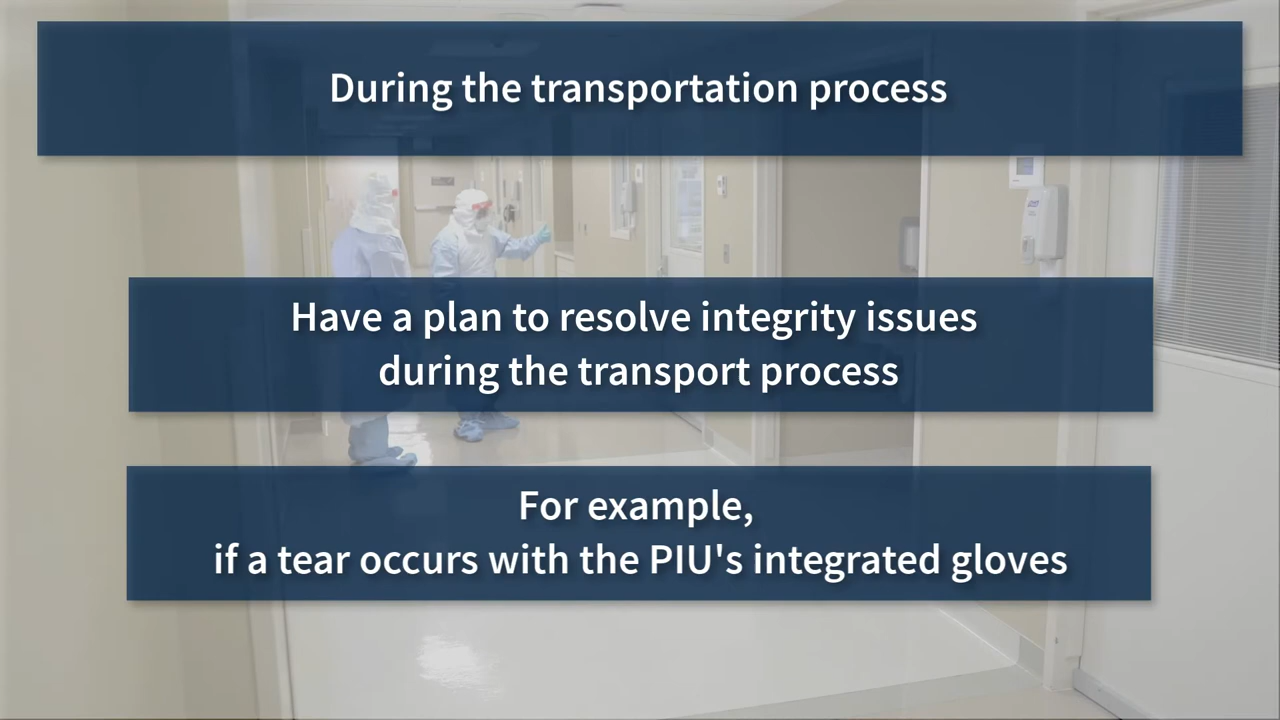 During the transportation process
Have a plan to resolve integrity issues
during the transport process
For example,
if a tear occurs with the PIU's integrated gloves